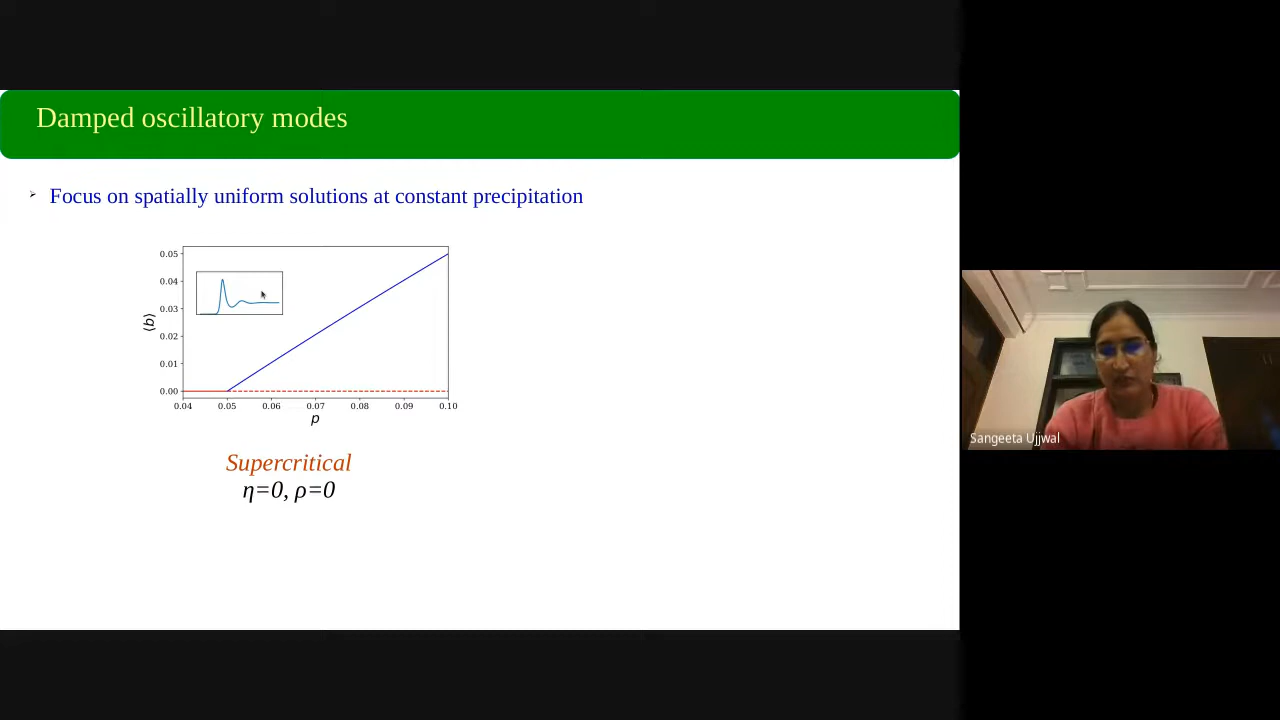 Damped oscillatory modes
Focus on spatially uniform solutions at constant precipitation
0.05
0.04
0.03
0.02
0.01
0.00
⟨b⟩
0.04 0.05 0.06 0.07 0.08 0.09 0.10
p
Supercritical
η=0, ρ=0
Sangeeta Ujjwal